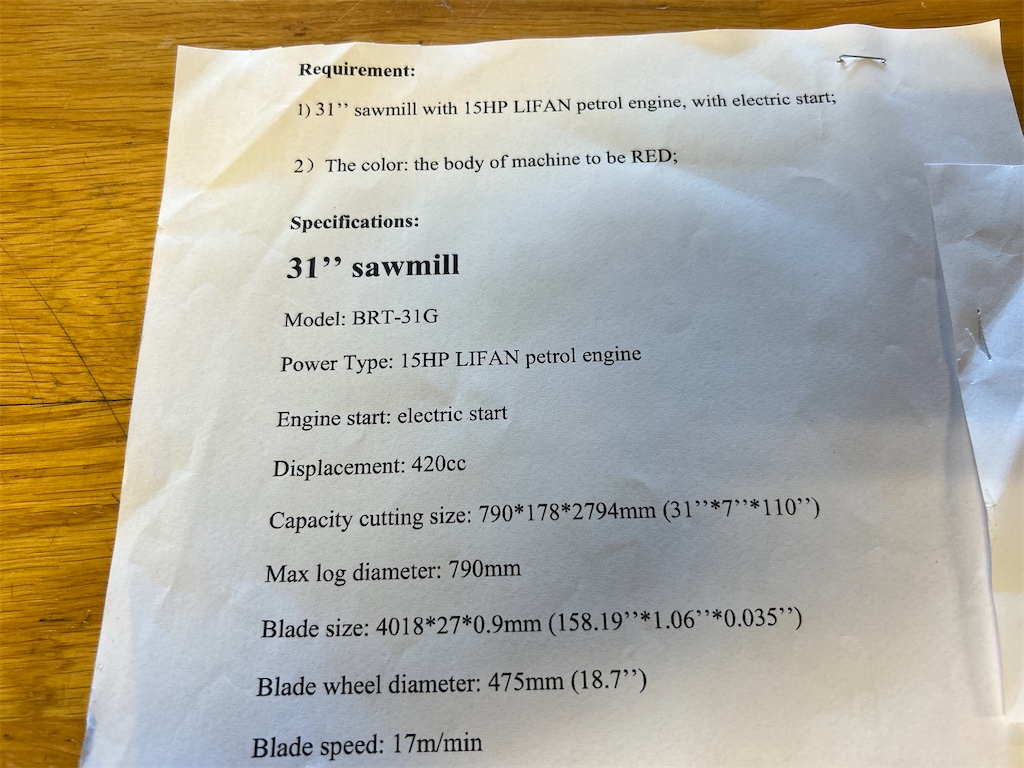 Requirement:
1) 31’’ sawmill with 15HP LIFAN petrol engine, with electric start;
2）The color: the body of machine to be RED;
Specifications:
31’’ sawmill
Model: BRT-31G
Power Type: 15HP LIFAN petrol engine
Engine start: electric start
Displacement: 420cc
Capacity cutting size: 790*178*2794mm (31’’*7’’*110’’)
Max log diameter: 790mm
Blade size: 4018*27*0.9mm (158.19’’*1.06’’*0.035’’)
Blade wheel diameter: 475mm (18.7’’)
Blade speed: 17m/min